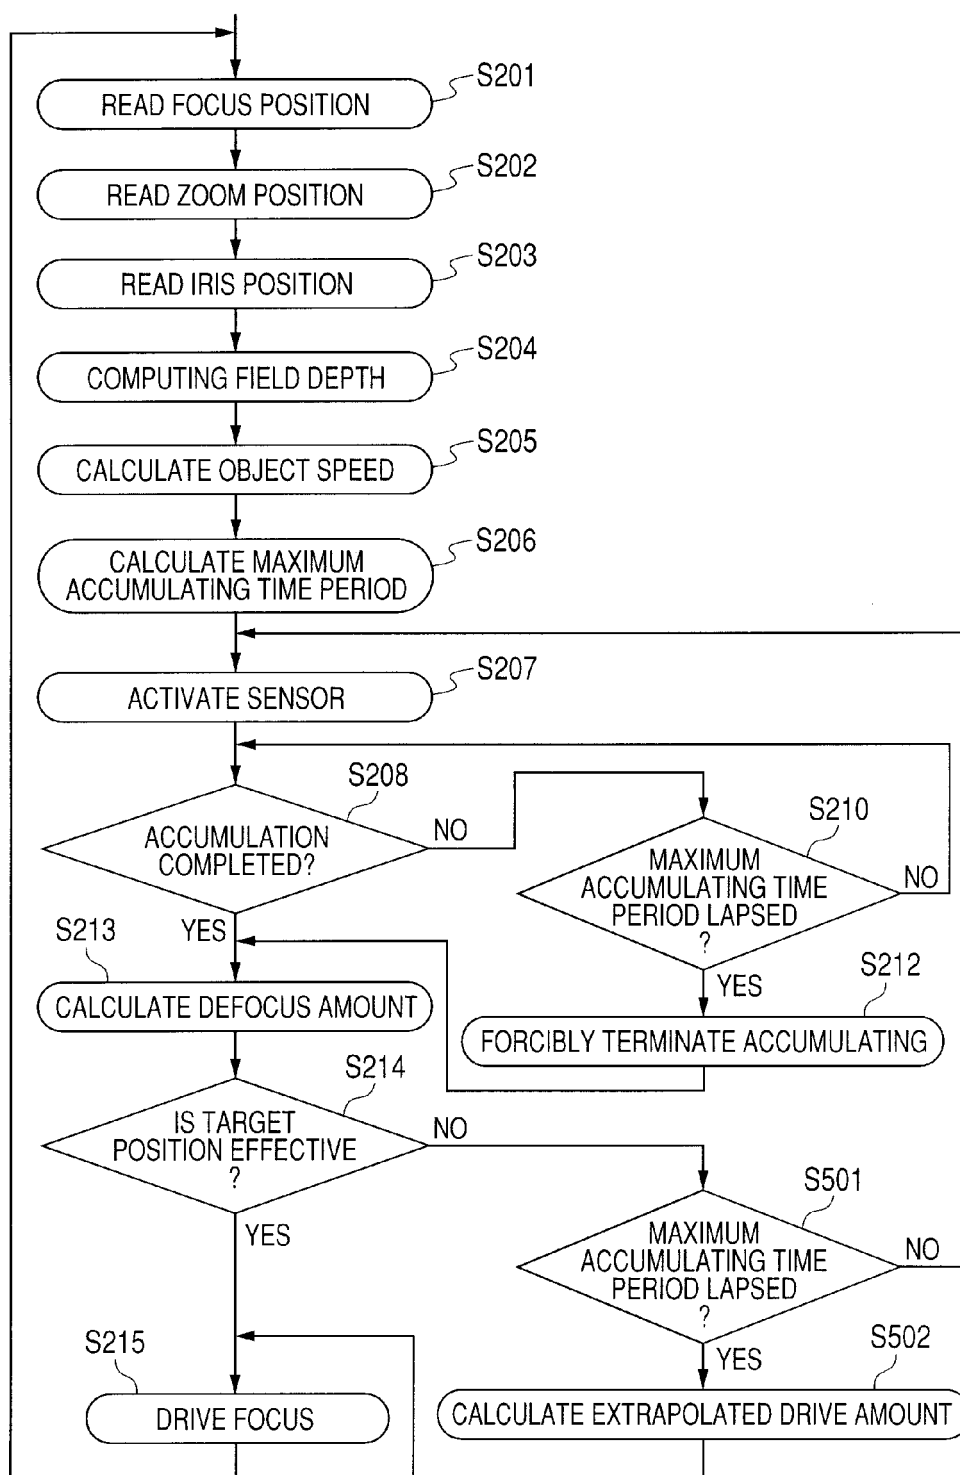 S201
READ FOCUS POSITION
S202
READ ZOOM POSITION
S203
READ IRIS POSITION
S204
COMPUTING FIELD DEPTH
S205
CALCULATE OBJECT SPEED
S206
CALCULATE MAXIMUM
ACCUMULATING TIME PERIOD
S207
ACTIVATE SENSOR
S208
ACCUMULATION
COMPLETED?
NO
YES
S210
MAXIMUM
ACCUMULATING TIME
PERIOD LAPSED
?
NO
YES
S212
FORCIBLY TERMINATE ACCUMULATING
S213
CALCULATE DEFOCUS AMOUNT
S214
IS TARGET
POSITION EFFECTIVE
?
NO
YES
S501
MAXIMUM
ACCUMULATING TIME
PERIOD LAPSED
?
NO
YES
S502
CALCULATE EXTRAPOLATED DRIVE AMOUNT
S215
DRIVE FOCUS